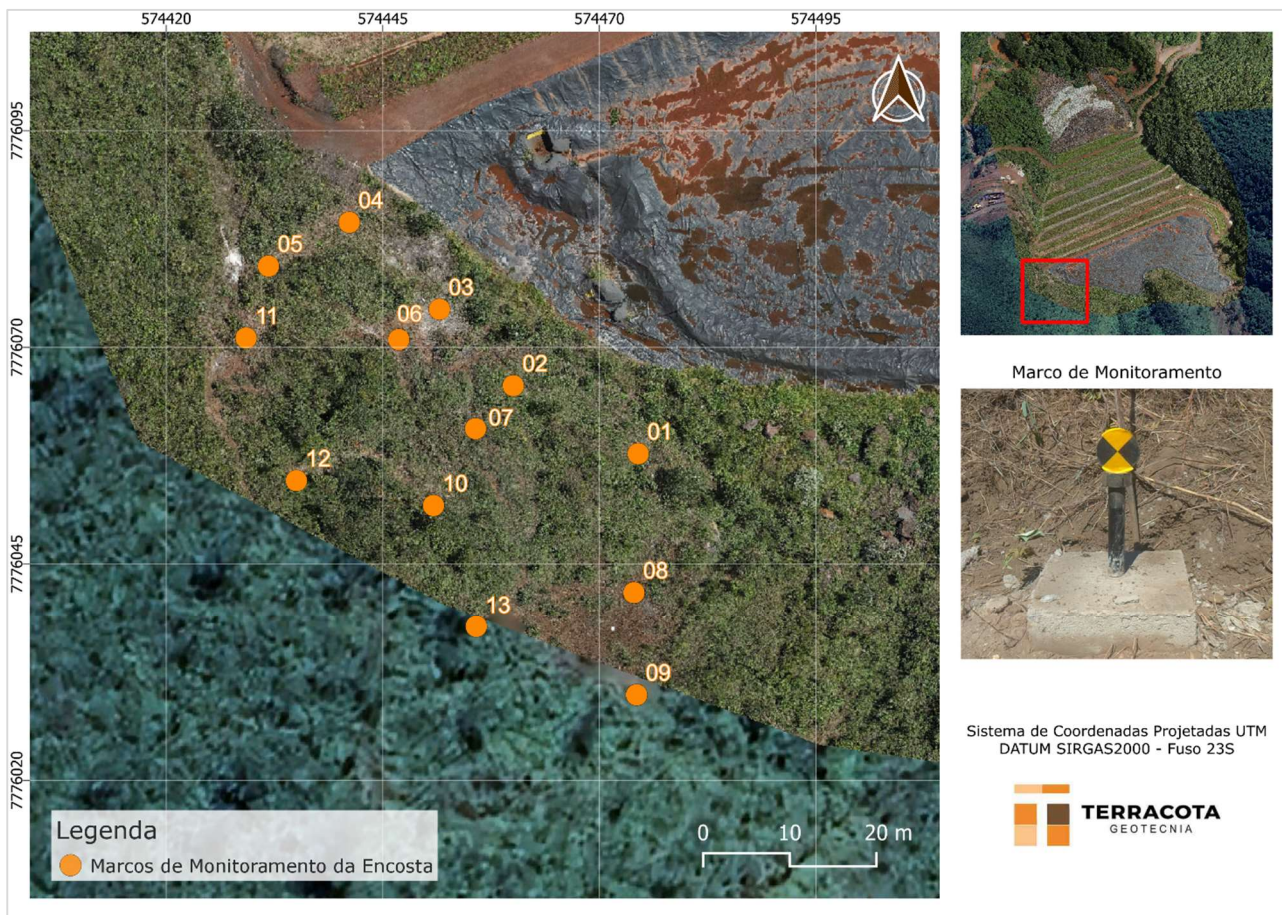 574420
574445
574470
574495
7776095
7776070
7776045
7776020
04
05
03
11
06
02
07
01
12
10
08
13
09
Legenda
Marcos de Monitoramento da Encosta
0 10 20 m
Marco de Monitoramento
Sistema de Coordenadas Projetadas UTM
DATUM SIRGAS2000 - Fuso 23S
TERRACOTA
GEOTECNIA